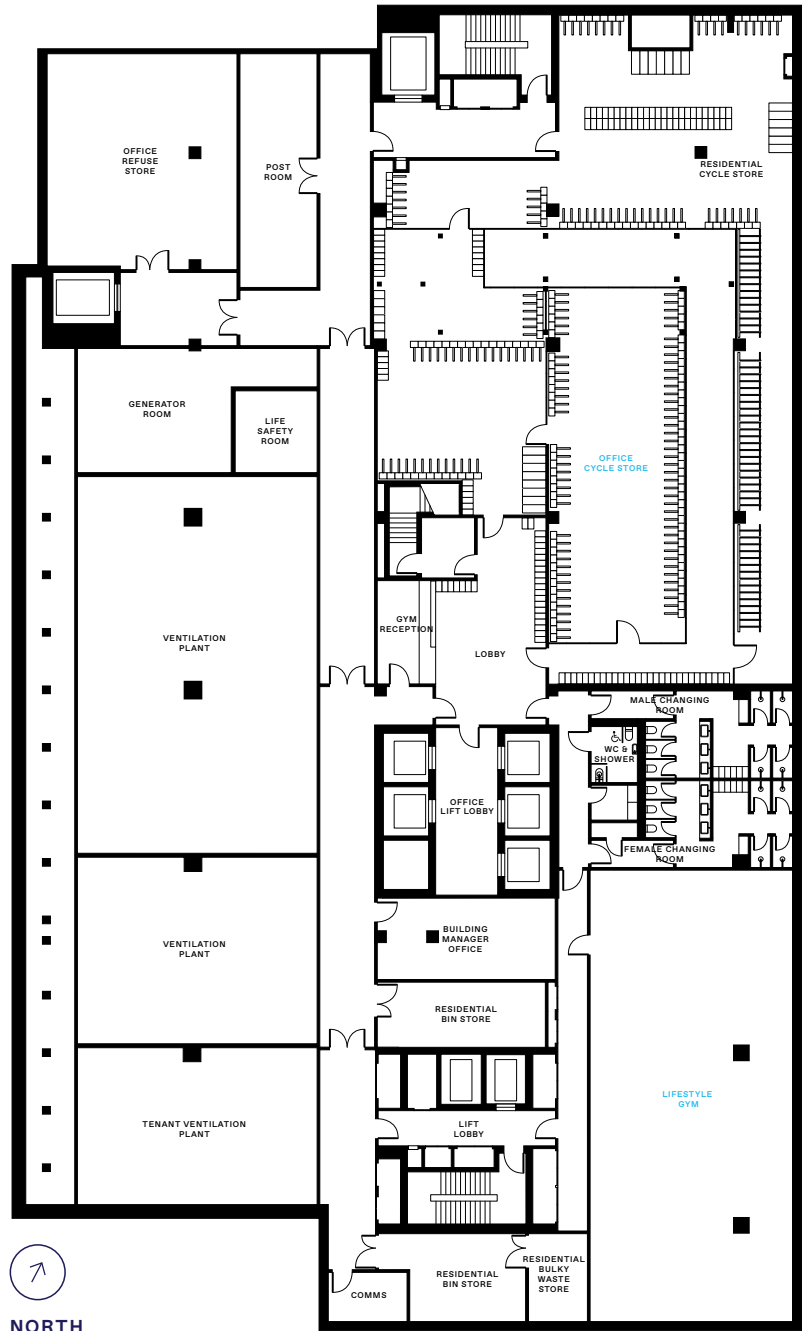 OFFICE
REFUSE
STORE
POST
ROOM
RESIDENTIAL
CYCLE STORE
GENERATOR
ROOM
LIFE
SAFETY
ROOM
OFFICE
CYCLE STORE
VENTILATION
PLANT
GYM
RECEPTION
LOBBY
MALE CHANGING
ROOM
WC &
SHOWER
OFFICE
LIFT LOBBY
FEMALE CHANGING
ROOM
VENTILATION
PLANT
BUILDING
MANAGER
OFFICE
RESIDENTIAL
BIN STORE
LIFESTYLE
GYM
TENANT VENTILATION
PLANT
LIFT
LOBBY
RESIDENTIAL
BIN STORE
RESIDENTIAL
BULKY
WASTE
STORE
COMMS
NORTH